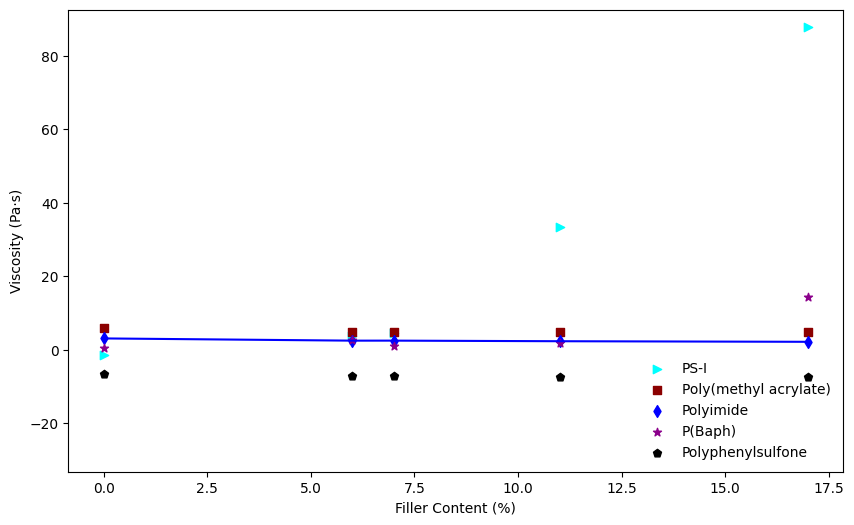 80
60
40
20
0
−20
Viscosity (Pa·s)
PS-I
Poly(methyl acrylate)
Polyimide
P(Baph)
Polyphenylsulfone
0.0 2.5 5.0 7.5 10.0 12.5 15.0 17.5
Filler Content (%)